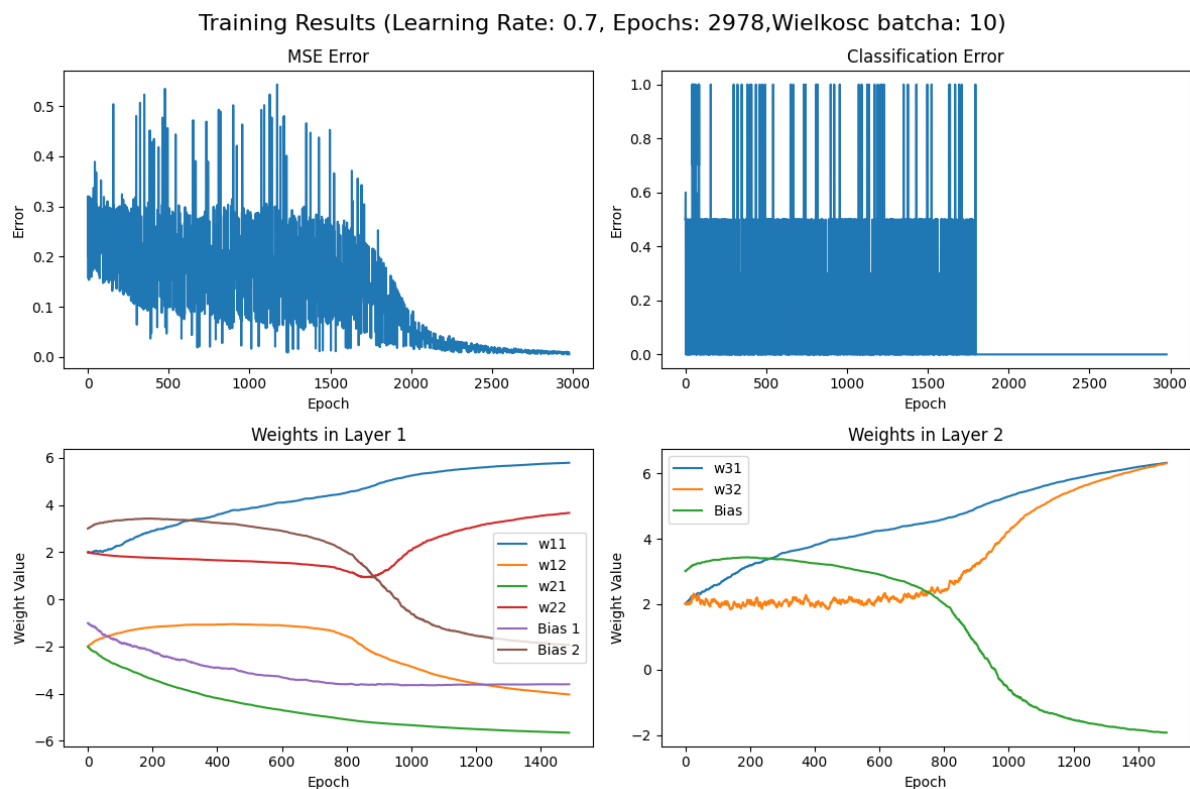 Training Results (Learning Rate: 0.7, Epochs: 2978,Wielkosc batcha: 10)
MSE Error
Error
0.5
0.4
0.3
0.2
0.1
0.0
0 500 1000 1500 2000 2500 3000
Epoch
Classification Error
Error
1.0
0.8
0.6
0.4
0.2
0.0
0 500 1000 1500 2000 2500 3000
Epoch
Weights in Layer 1
Weight Value
6
4
2
0
−2
−4
−6
w11
w12
w21
w22
Bias 1
Bias 2
0 200 400 600 800 1000 1200 1400
Epoch
Weights in Layer 2
Weight Value
6
4
2
0
−2
w31
w32
Bias
0 200 400 600 800 1000 1200 1400
Epoch